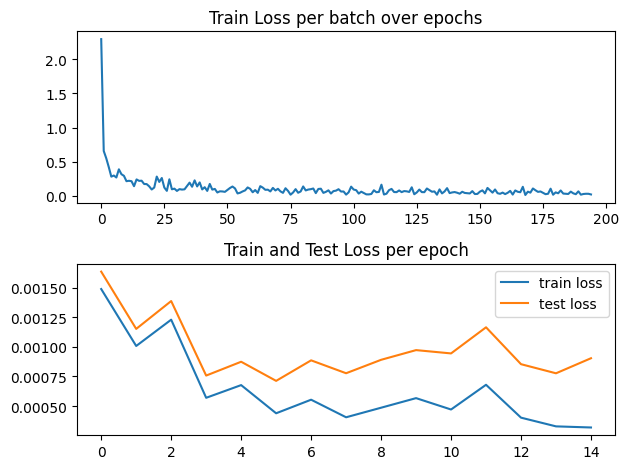 Train Loss per batch over epochs
2.0
1.5
1.0
0.5
0.0
0 25 50 75 100 125 150 175 200
Train and Test Loss per epoch
train loss
test loss
0.00150
0.00125
0.00100
0.00075
0.00050
0 2 4 6 8 10 12 14